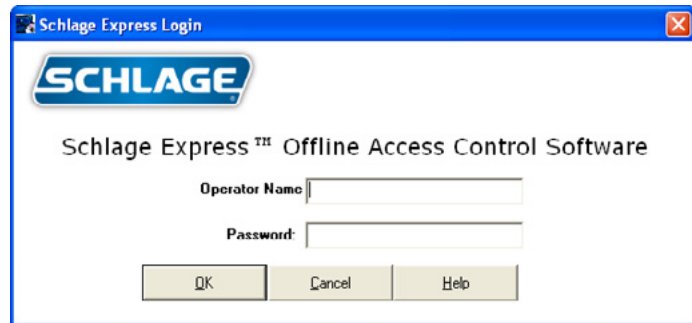 Schlage Express Login
SCHLAGE
Schlage Express™ Offline Access Control Software
Operator Name
Password:
OK Cancel Help